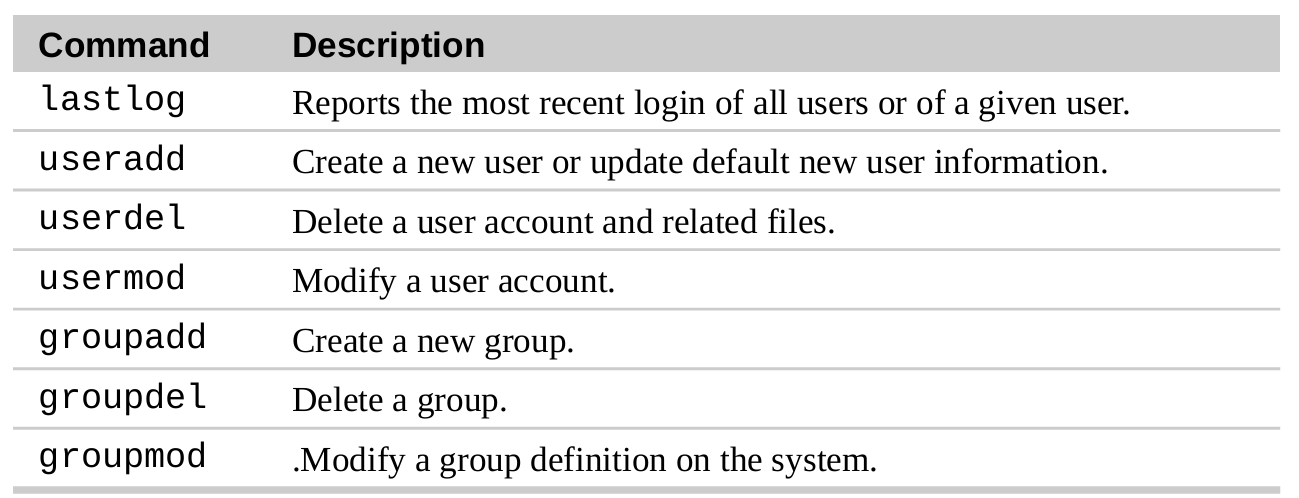 Command Description
lastlog Reports the most recent login of all users or of a given user.
useradd Create a new user or update default new user information.
userdel Delete a user account and related files.
usermod Modify a user account.
groupadd Create a new group.
groupdel Delete a group.
groupmod .Modify a group definition on the system.